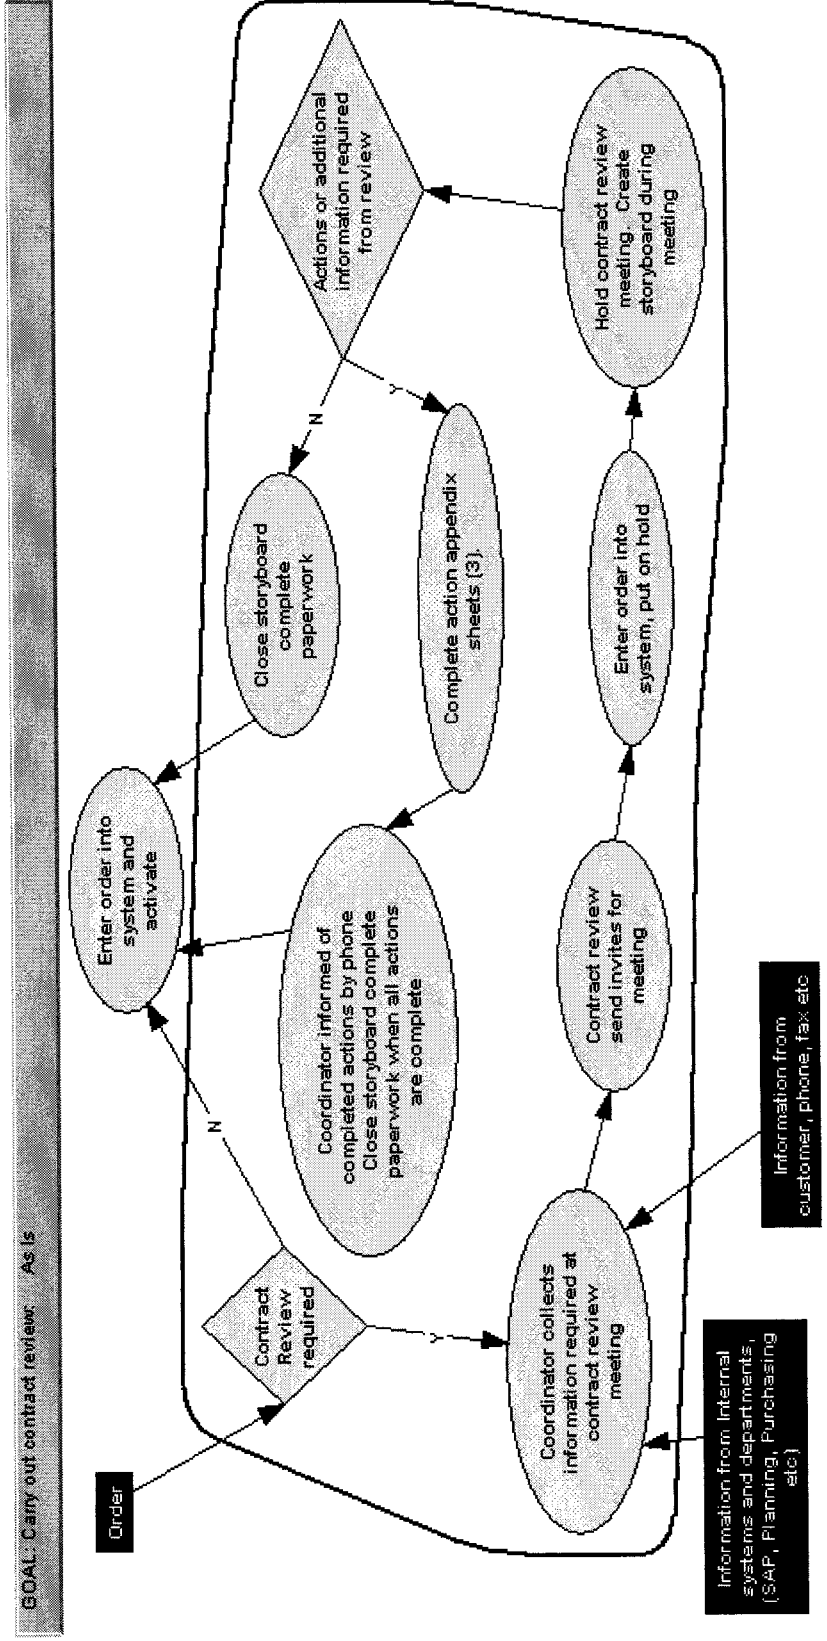 GOAL: Carry out contract review: As Is
Order
Contract
Review
required
N
Y
Enter order into
system and
activate
Coordinator informed of
completed actions by phone
Close storyboard complete
paperwork when all actions
are complete
Close storyboard
complete
paperwork
Complete action appendix
sheets (3).
N
Y
Actions or additional
information required
from review
Coordinator collects
information required at
contract review
meeting
Contract review
send invites for
meeting
Enter order into
system, put on hold
Hold contract review
meeting. Create
storyboard during
meeting
Information from Internal
systems and departments,
(SAP, Planning, Purchasing
etc)
Information from
customer, phone, fax etc